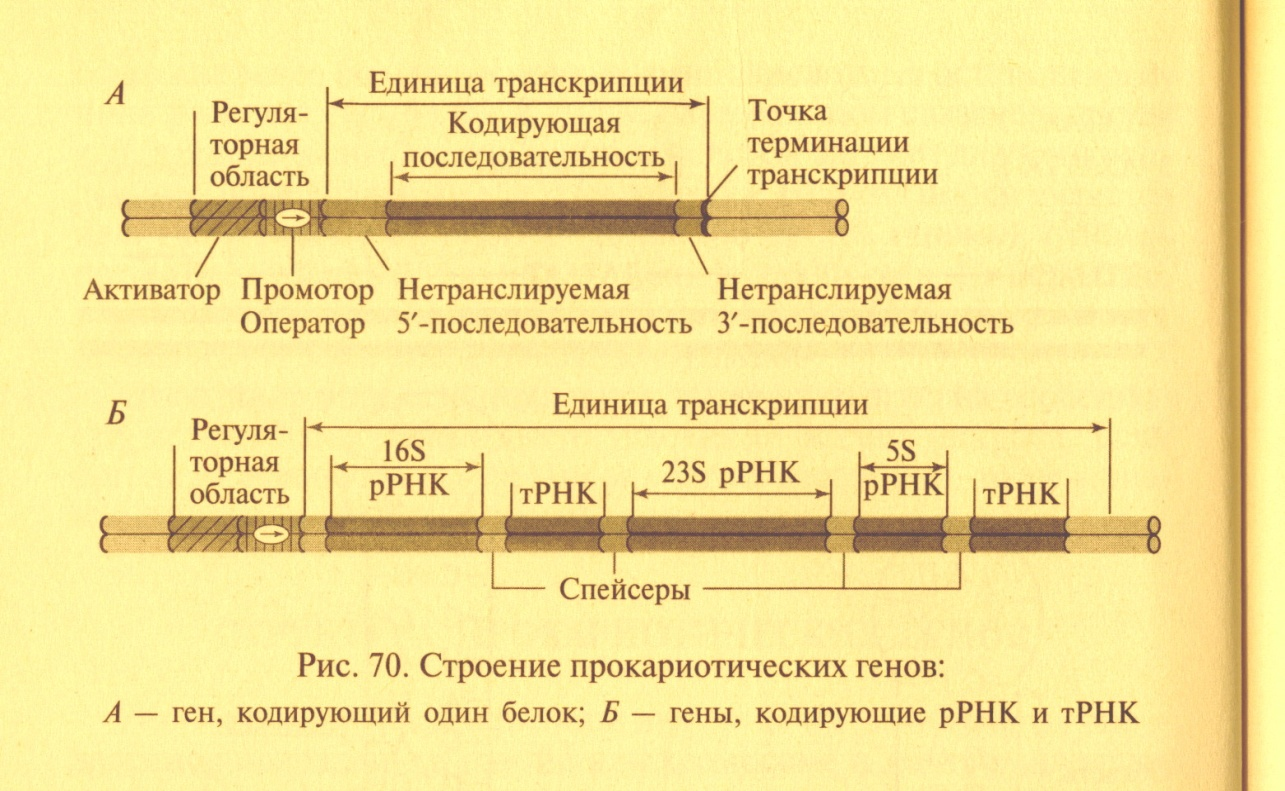 А
Единица транскрипции
Регуля-
торная
область
Кодирующая
последовательность
Точка
терминации
транскрипции
Активатор
Промотор
Оператор
Нетранслируемая
5′-последовательность
Нетранслируемая
3′-последовательность
Б
Единица транскрипции
Регуля-
торная
область
16S
рРНК
тРНК
23S рРНК
5S
рРНК
тРНК
Спейсеры
Рис. 70. Строение прокариотических генов:
А — ген, кодирующий один белок; Б — гены, кодирующие рРНК и тРНК